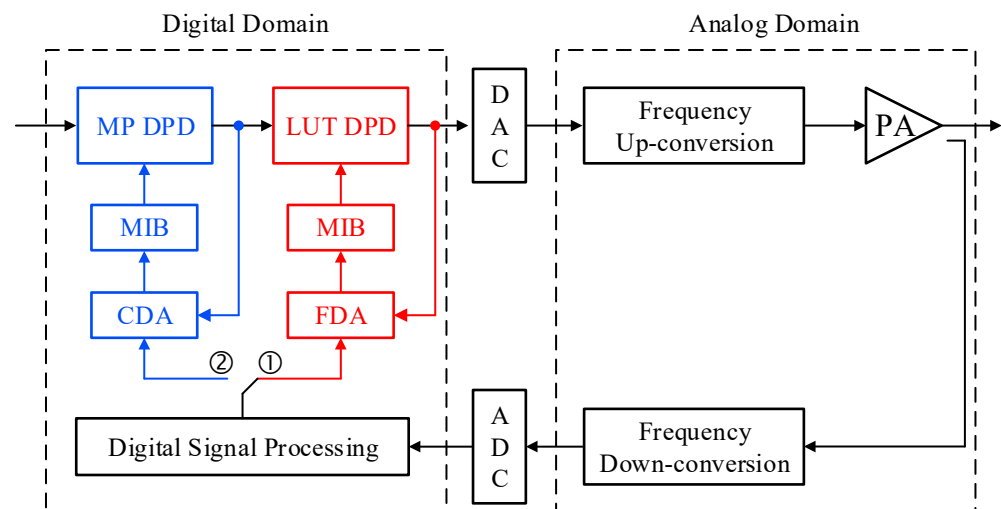 Digital Domain
Analog Domain
MP DPD
LUT DPD
D
A
C
Frequency
Up-conversion
PA
MIB
MIB
CDA
FDA
②
①
Digital Signal Processing
A
D
C
Frequency
Down-conversion